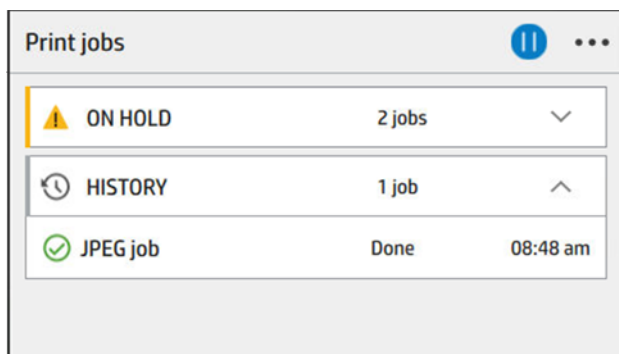 Print jobs
ON HOLD 2 jobs
HISTORY 1 job
JPEG job Done 08:48 am